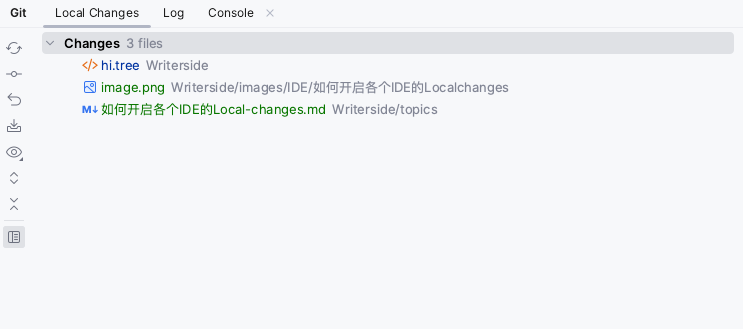 Git Local Changes Log Console
Changes 3 files
hi.tree Writerside
image.png Writerside/images/IDE/如何开启各个IDE的Localchanges
M↓ 如何开启各个IDE的Local-changes.md Writerside/topics